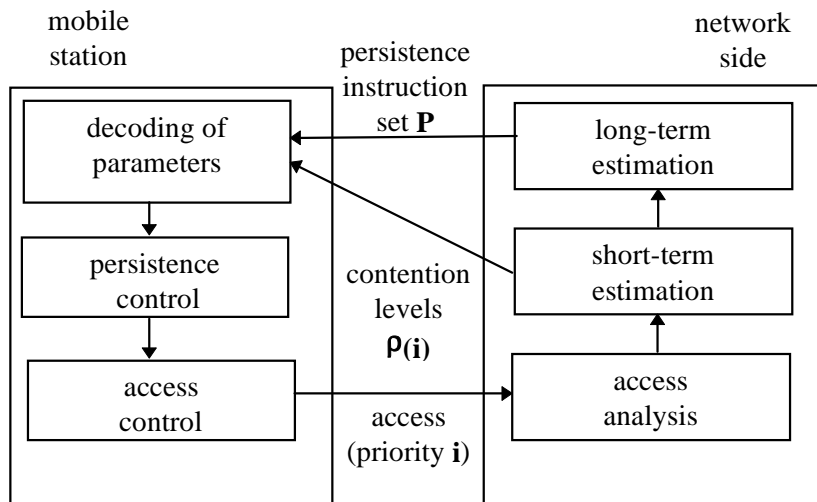 mobile
station
persistence
instruction
set P
network
side
decoding of
parameters
long-term
estimation
persistence
control
contention
levels
ρ(i)
short-term
estimation
access
control
access
(priority i)
access
analysis